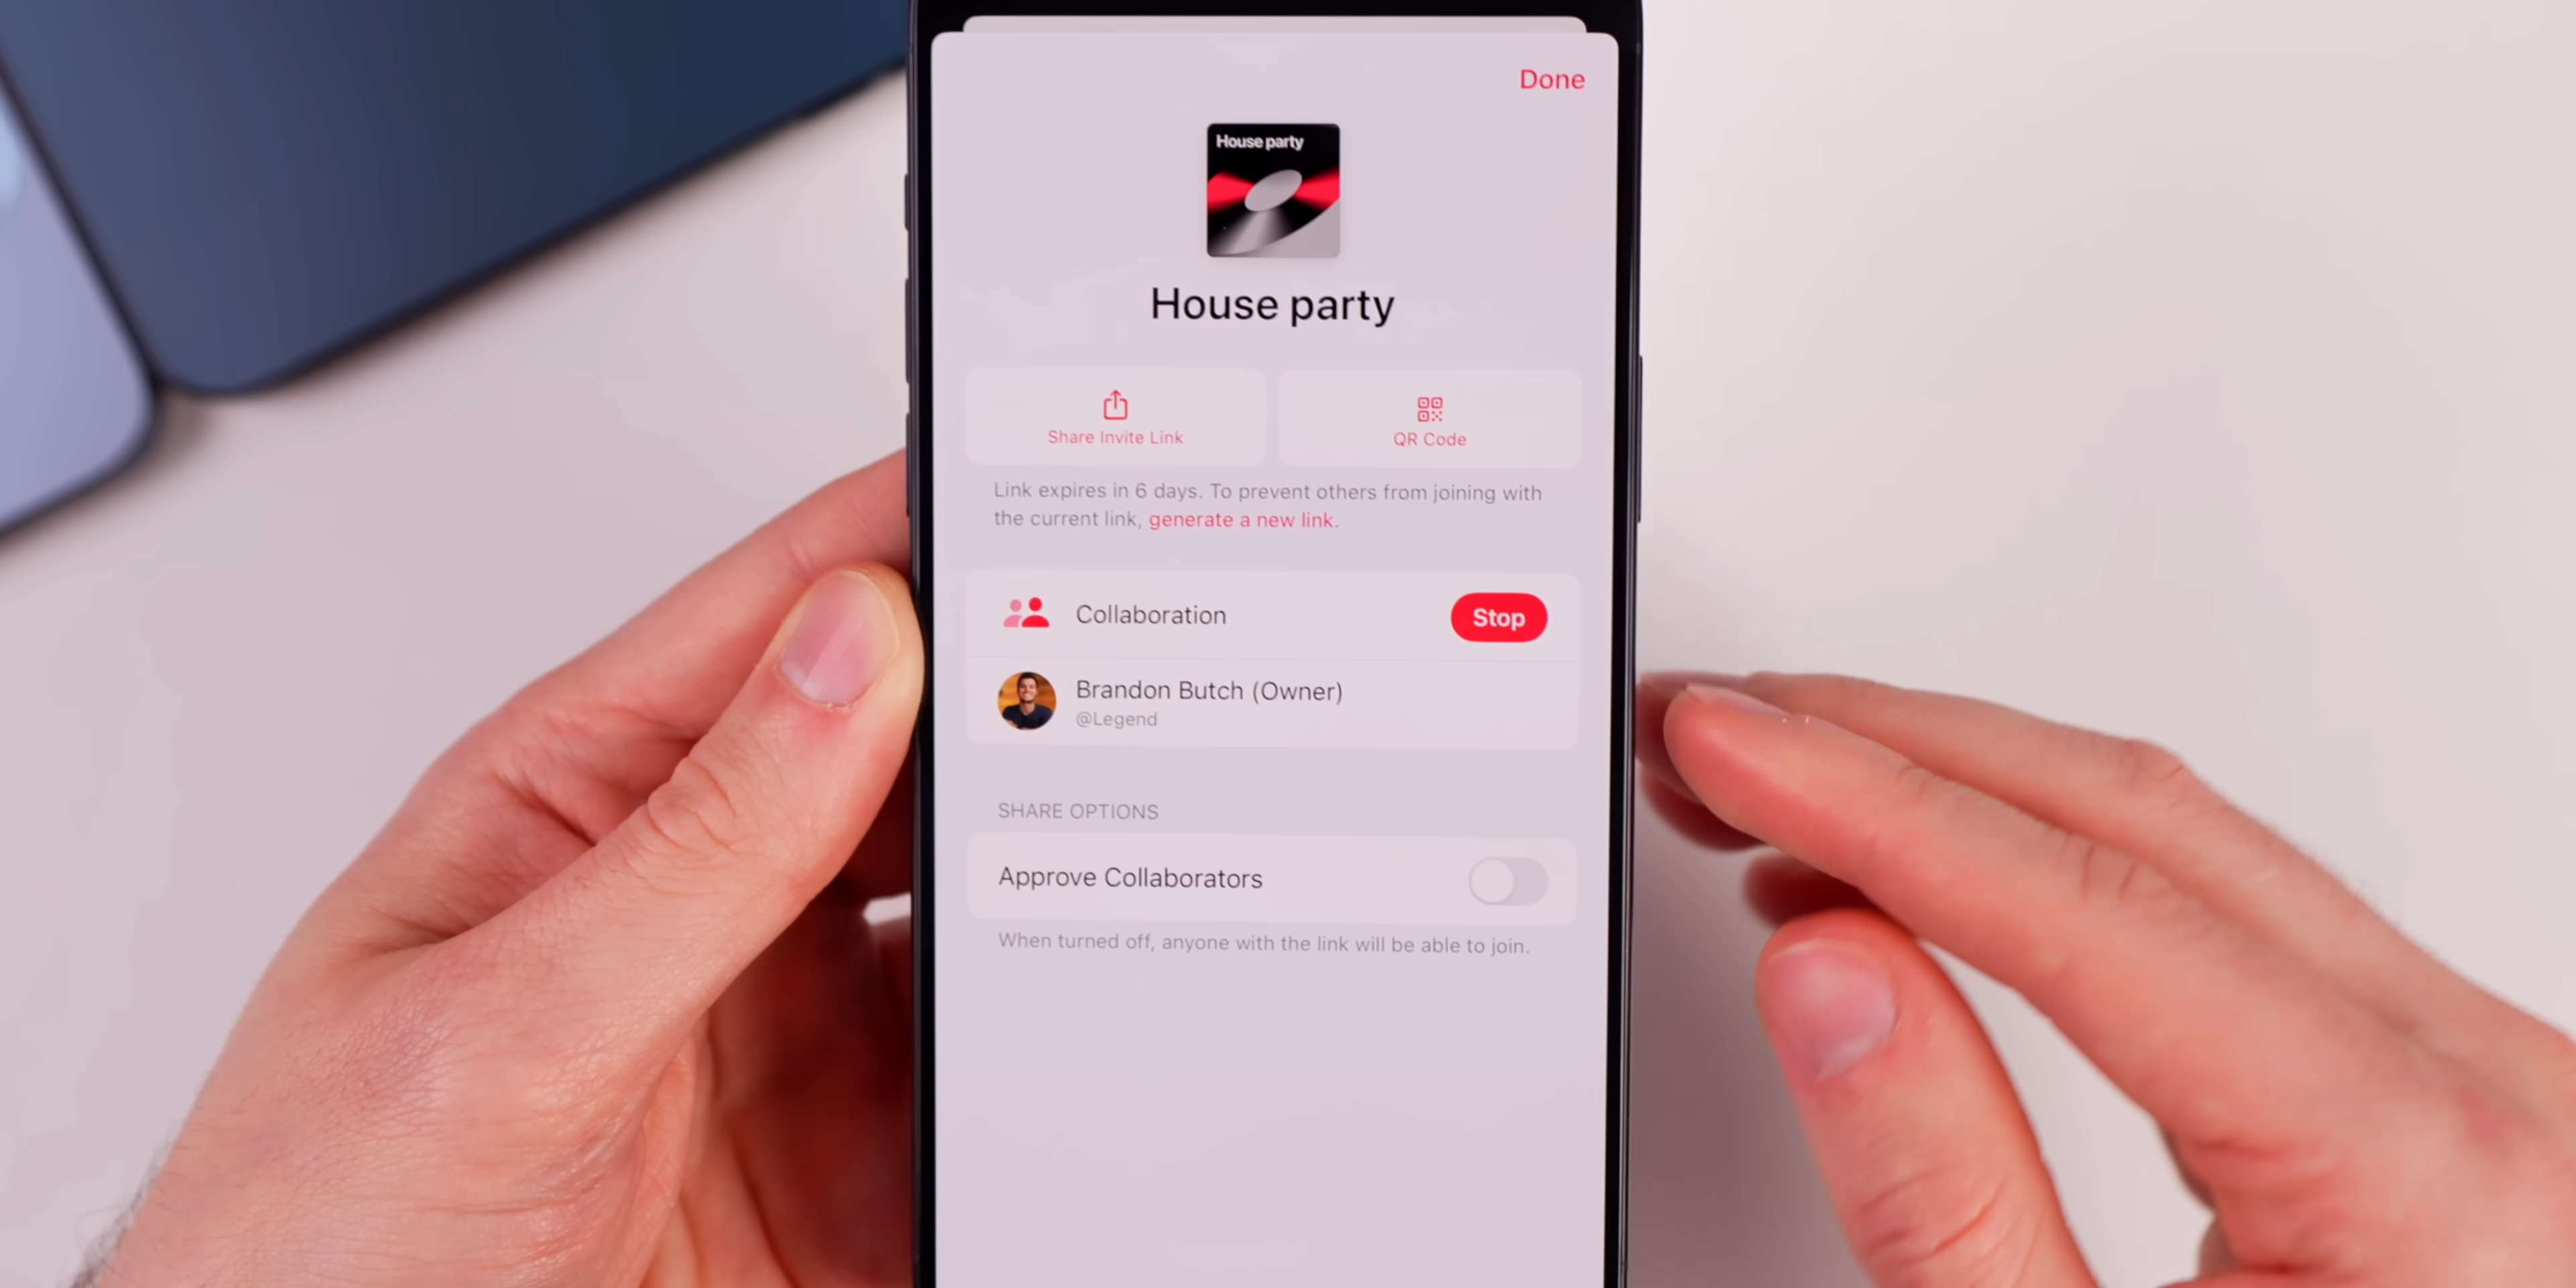 Done
House party
House party
Share Invite Link
QR Code
Link expires in 6 days. To prevent others from joining with
the current link, generate a new link.
Collaboration
Stop
Brandon Butch (Owner)
@Legend
SHARE OPTIONS
Approve Collaborators
When turned off, anyone with the link will be able to join.